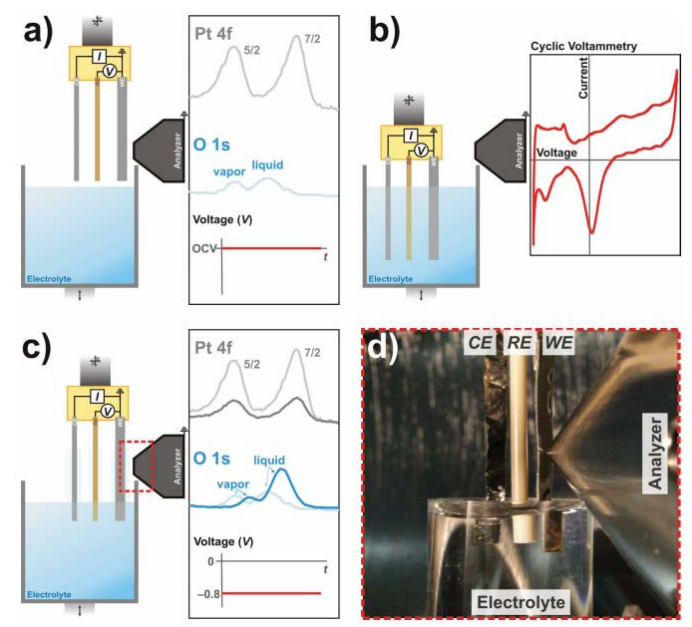 a)
I
V
Analyzer
Electrolyte
Pt 4f
5/2
7/2
O 1s
vapor
liquid
Voltage (V)
OCV
t
b)
I
V
Analyzer
Electrolyte
Cyclic Voltammetry
Current
Voltage
c)
I
V
Analyzer
Electrolyte
Pt 4f
5/2
7/2
O 1s
vapor
liquid
Voltage (V)
0
t
–0.8
d)
CE RE WE
Analyzer
Electrolyte